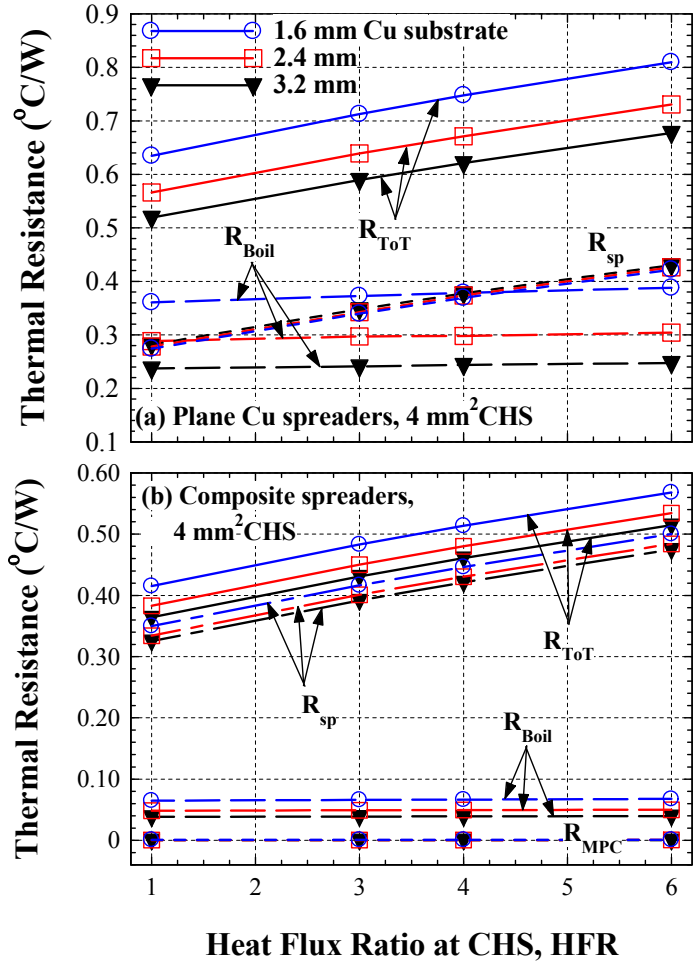 0.9
0.8
0.7
0.6
0.5
0.4
0.3
0.2
0.1
Thermal Resistance (°C/W)
1.6 mm Cu substrate
2.4 mm
3.2 mm
R_ToT
R_Boil
R_sp
(a) Plane Cu spreaders, 4 mm²CHS
0.60
0.50
0.40
0.30
0.20
0.10
0
Thermal Resistance (°C/W)
(b) Composite spreaders,
4 mm²CHS
R_ToT
R_sp
R_Boil
R_MPC
1 2 3 4 5 6
Heat Flux Ratio at CHS, HFR